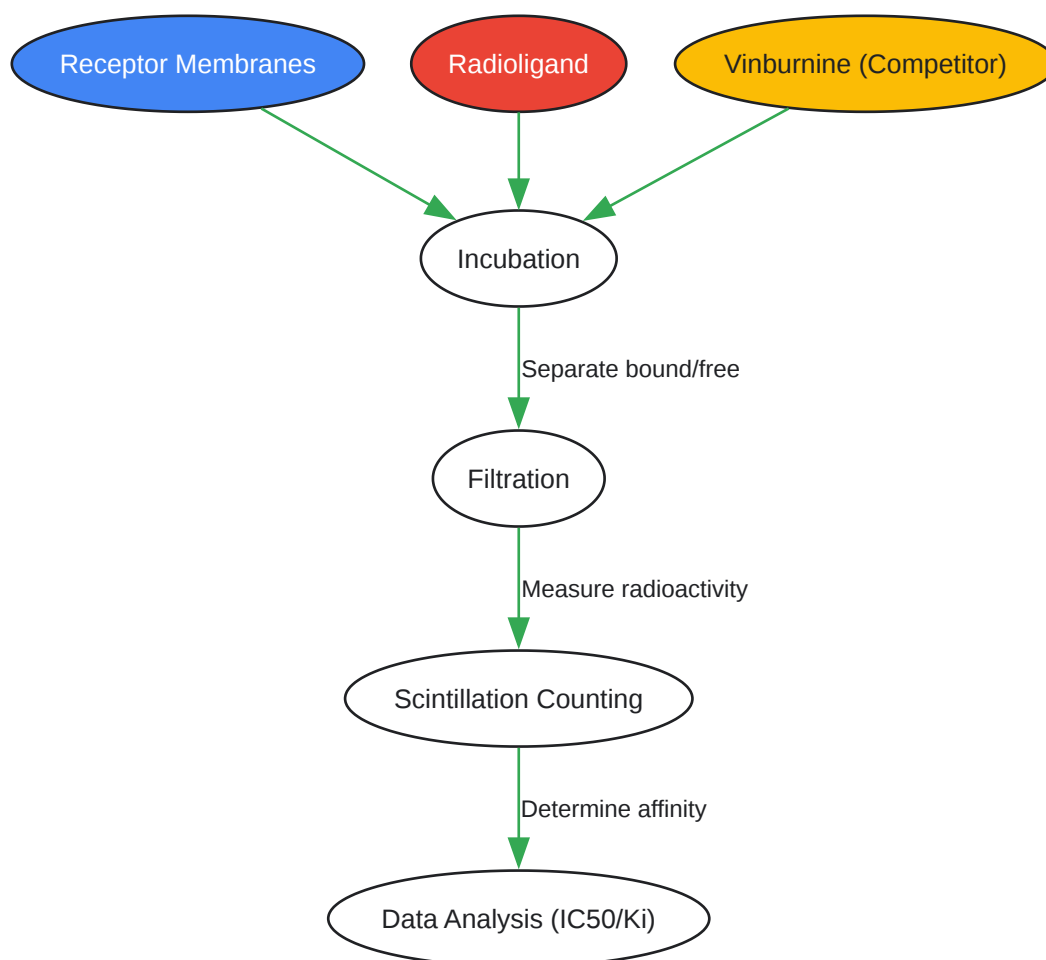 Receptor Membranes
Radioligand
Vinburnine (Competitor)
Incubation
Separate bound/free
Filtration
Measure radioactivity
Scintillation Counting
Determine affinity
Data Analysis (IC50/Ki)